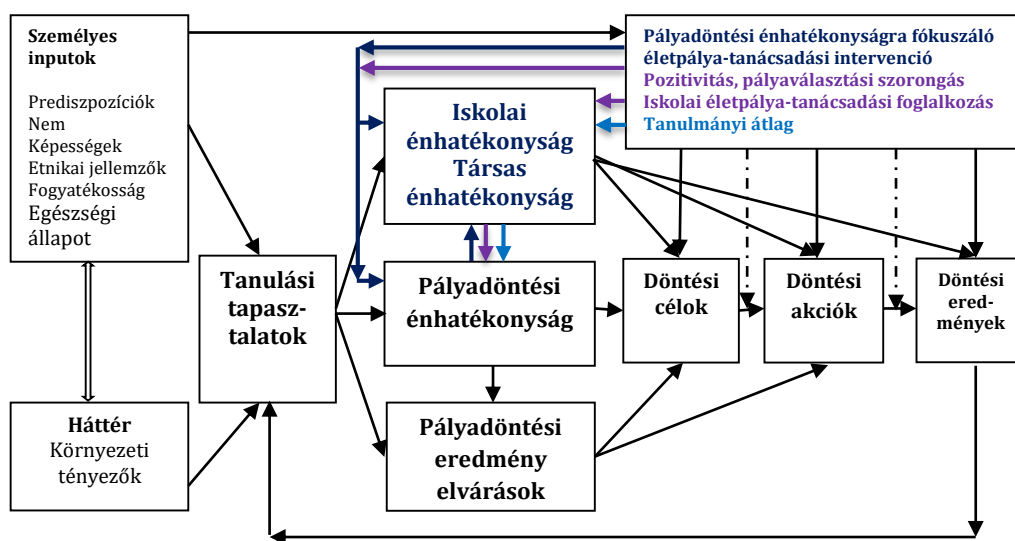 Személyes
inputok
Prediszpozíciók
Nem
Képességek
Etnikai jellemzők
Fogyatékosság
Egészségi
állapot
Háttér
Környezeti
tényezők
Tanulási
tapasz-
talatok
Iskolai
énhatékonyság
Társas
énhatékonyság
Pályadöntési
énhatékonyság
Pályadöntési
eredmény
elvárások
Pályadöntési énhatékonyságra fókuszáló
életpálya-tanácsadási intervenció
Pozitivitás, pályaválasztási szorongás
Iskolai életpálya-tanácsadási foglalkozás
Tanulmányi átlag
Döntési
célok
Döntési
akciók
Döntési
ered-
mények